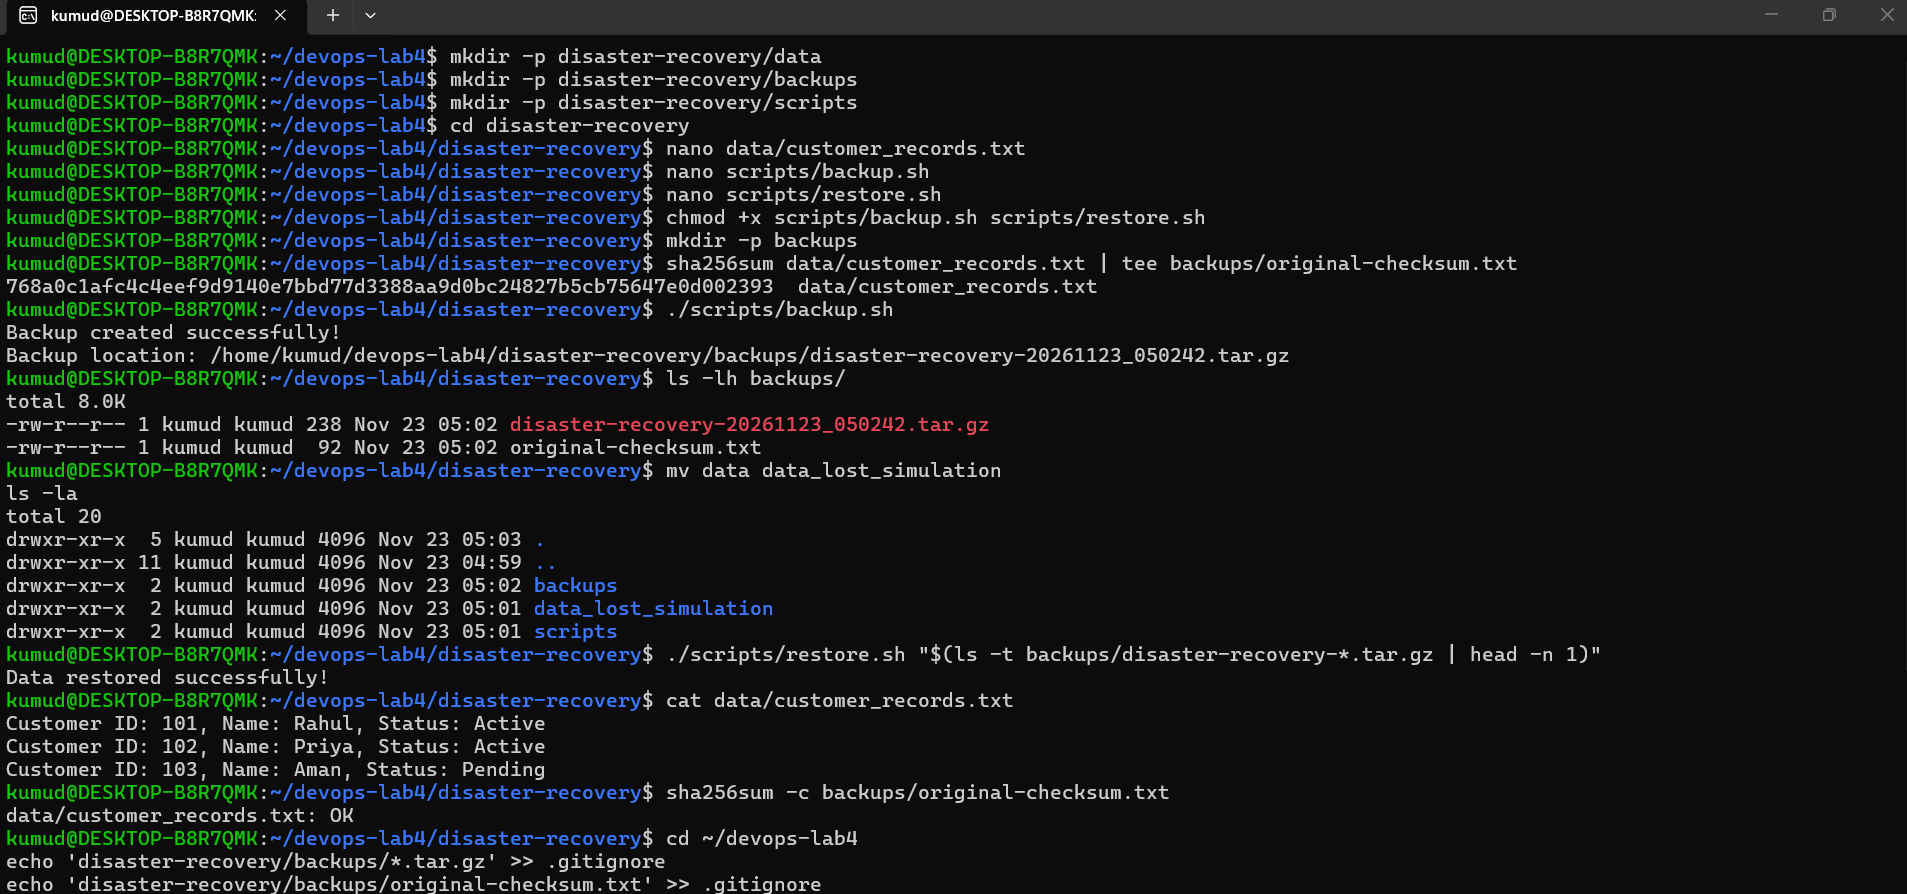 kumud@DESKTOP-B8R7QMK:
kumud@DESKTOP-B8R7QMK:~/devops-lab4$ mkdir -p disaster-recovery/data
kumud@DESKTOP-B8R7QMK:~/devops-lab4$ mkdir -p disaster-recovery/backups
kumud@DESKTOP-B8R7QMK:~/devops-lab4$ mkdir -p disaster-recovery/scripts
kumud@DESKTOP-B8R7QMK:~/devops-lab4$ cd disaster-recovery
kumud@DESKTOP-B8R7QMK:~/devops-lab4/disaster-recovery$ nano data/customer_records.txt
kumud@DESKTOP-B8R7QMK:~/devops-lab4/disaster-recovery$ nano scripts/backup.sh
kumud@DESKTOP-B8R7QMK:~/devops-lab4/disaster-recovery$ nano scripts/restore.sh
kumud@DESKTOP-B8R7QMK:~/devops-lab4/disaster-recovery$ chmod +x scripts/backup.sh scripts/restore.sh
kumud@DESKTOP-B8R7QMK:~/devops-lab4/disaster-recovery$ mkdir -p backups
kumud@DESKTOP-B8R7QMK:~/devops-lab4/disaster-recovery$ sha256sum data/customer_records.txt | tee backups/original-checksum.txt
768a0c1afc4c4eef9d9140e7bbd77d3388aa9d0bc24827b5cb75647e0d002393  data/customer_records.txt
kumud@DESKTOP-B8R7QMK:~/devops-lab4/disaster-recovery$ ./scripts/backup.sh
Backup created successfully!
Backup location: /home/kumud/devops-lab4/disaster-recovery/backups/disaster-recovery-20261123_050242.tar.gz
kumud@DESKTOP-B8R7QMK:~/devops-lab4/disaster-recovery$ ls -lh backups/
total 8.0K
-rw-r--r-- 1 kumud kumud 238 Nov 23 05:02 disaster-recovery-20261123_050242.tar.gz
-rw-r--r-- 1 kumud kumud  92 Nov 23 05:02 original-checksum.txt
kumud@DESKTOP-B8R7QMK:~/devops-lab4/disaster-recovery$ mv data data_lost_simulation
ls -la
total 20
drwxr-xr-x  5 kumud kumud 4096 Nov 23 05:03 .
drwxr-xr-x 11 kumud kumud 4096 Nov 23 04:59 ..
drwxr-xr-x  2 kumud kumud 4096 Nov 23 05:02 backups
drwxr-xr-x  2 kumud kumud 4096 Nov 23 05:01 data_lost_simulation
drwxr-xr-x  2 kumud kumud 4096 Nov 23 05:01 scripts
kumud@DESKTOP-B8R7QMK:~/devops-lab4/disaster-recovery$ ./scripts/restore.sh "$(ls -t backups/disaster-recovery-*.tar.gz | head -n 1)"
Data restored successfully!
kumud@DESKTOP-B8R7QMK:~/devops-lab4/disaster-recovery$ cat data/customer_records.txt
Customer ID: 101, Name: Rahul, Status: Active
Customer ID: 102, Name: Priya, Status: Active
Customer ID: 103, Name: Aman, Status: Pending
kumud@DESKTOP-B8R7QMK:~/devops-lab4/disaster-recovery$ sha256sum -c backups/original-checksum.txt
data/customer_records.txt: OK
kumud@DESKTOP-B8R7QMK:~/devops-lab4/disaster-recovery$ cd ~/devops-lab4
echo 'disaster-recovery/backups/*.tar.gz' >> .gitignore
echo 'disaster-recovery/backups/original-checksum.txt' >> .gitignore